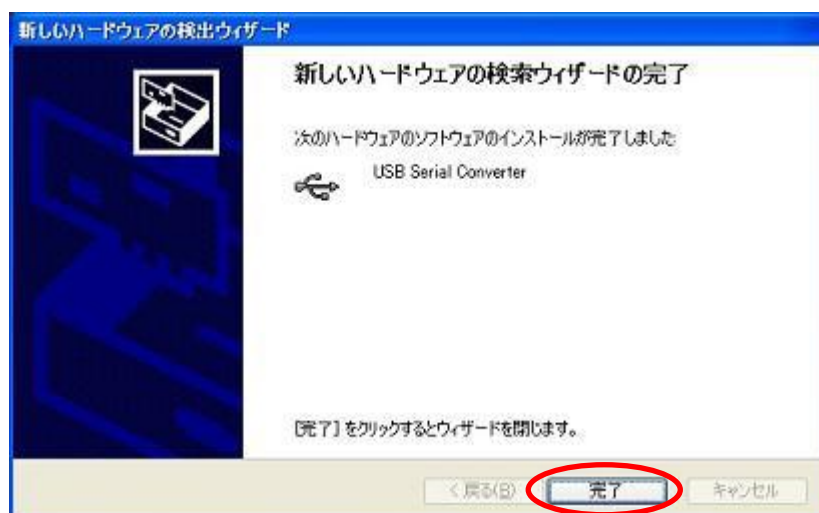 新しいハードウェアの検出ウィザード
新しいハードウェアの検索ウィザードの完了
次のハードウェアのソフトウェアのインストールが完了しました
USB Serial Converter
[完了] をクリックするとウィザードを閉じます。
< 戻る(B) 完了 キャンセル